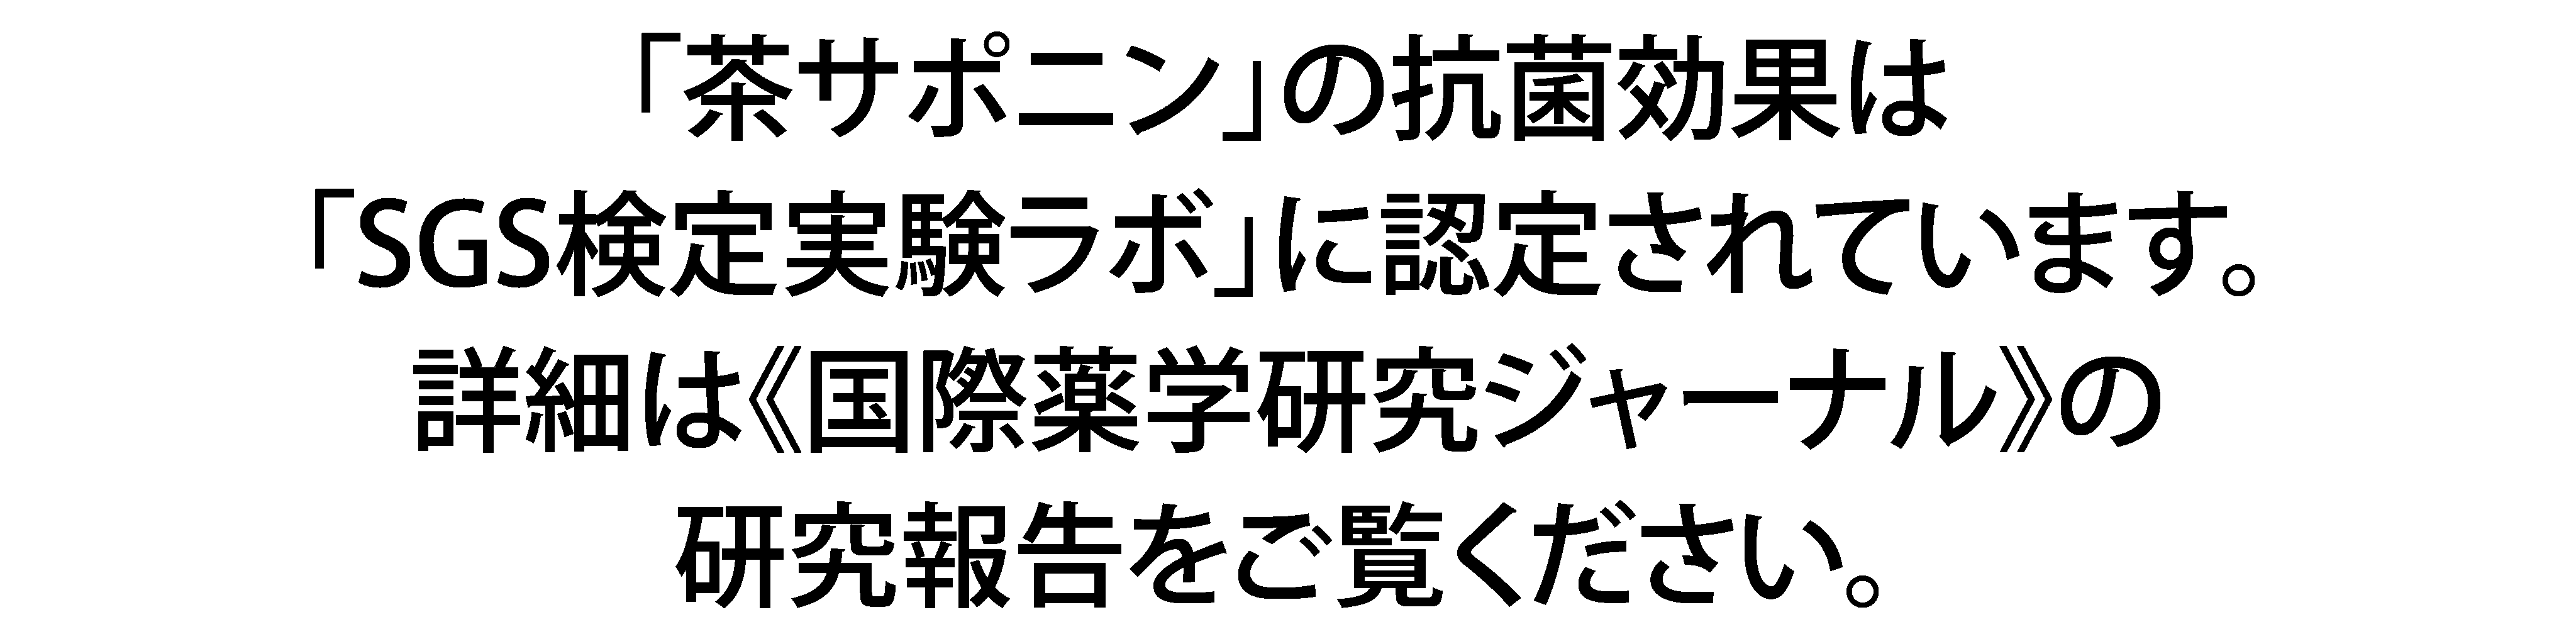 「茶サポニン」の抗菌効果は
「SGS検定実験ラボ」に認定されています。
詳細は《国際薬学研究ジャーナル》の
研究報告をご覧ください。